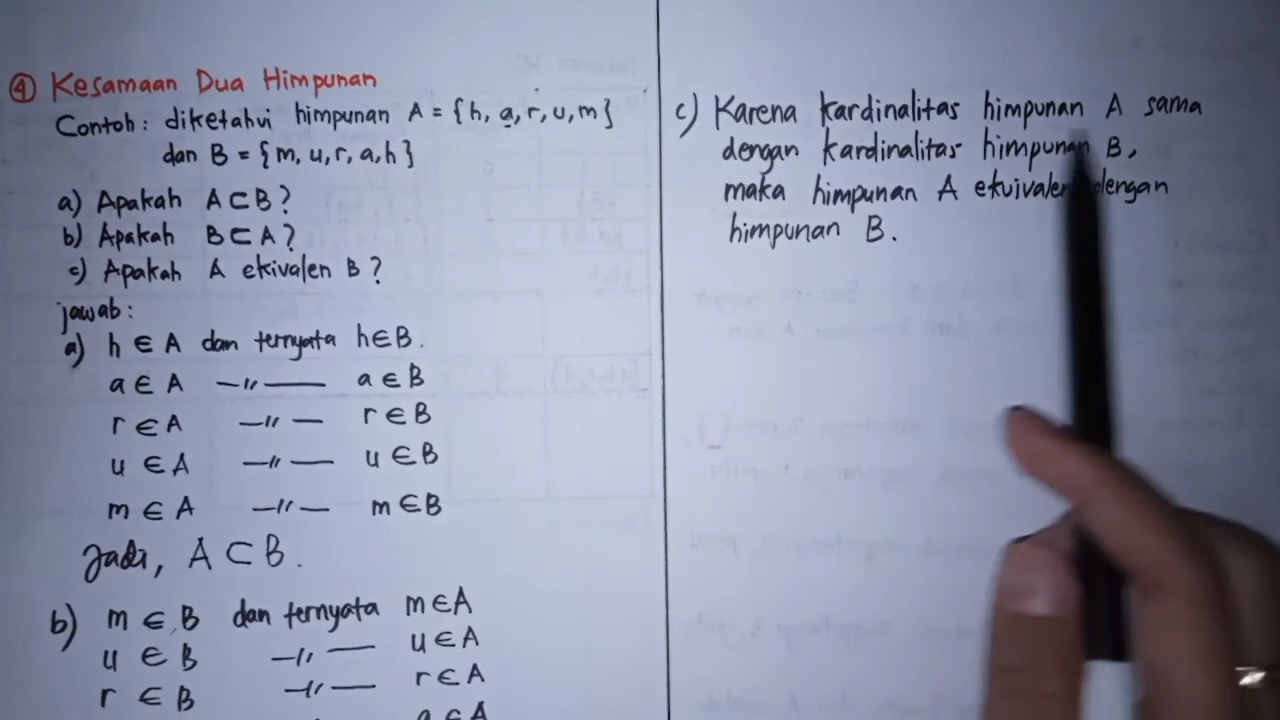 ④ Kesamaan Dua Himpunan
Contoh: diketahui himpunan A = {h, a, r, u, m}
dan B = {m, u, r, a, h}
a) Apakah A ⊂ B?
b) Apakah B ⊂ A?
c) Apakah A ekivalen B?
jawab:
a) h ∈ A dan ternyata h ∈ B.
a ∈ A —〃— a ∈ B
r ∈ A —〃— r ∈ B
u ∈ A —〃— u ∈ B
m ∈ A —〃— m ∈ B
Jadi, A ⊂ B.
b) m ∈ B dan ternyata m ∈ A
u ∈ B —〃— u ∈ A
r ∈ B —〃— r ∈ A
a ∈ A
c) Karena kardinalitas himpunan A sama
dengan kardinalitas himpunan B,
maka himpunan A ekuivalen dengan
himpunan B.